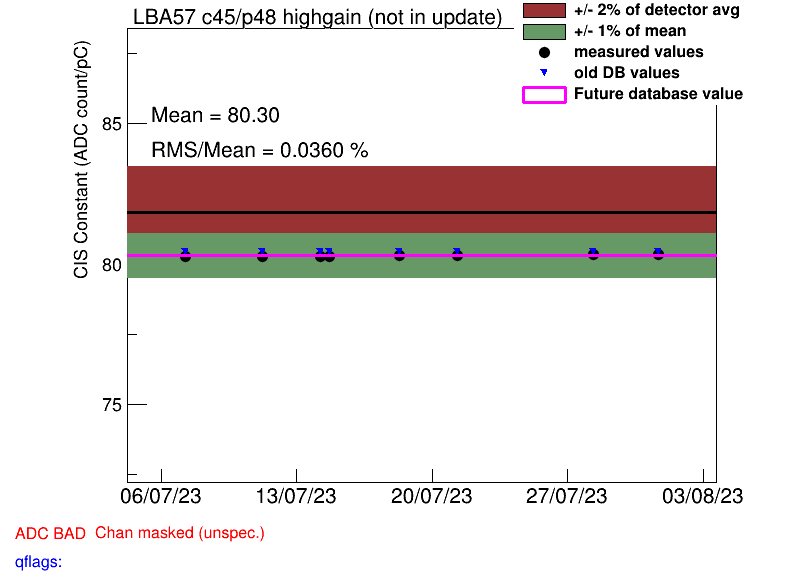 LBA57 c45/p48 highgain (not in update)
+/- 2% of detector avg
+/- 1% of mean
measured values
old DB values
Future database value
CIS Constant (ADC count/pC)
Mean = 80.30
RMS/Mean = 0.0360 %
85
80
75
06/07/23 13/07/23 20/07/23 27/07/23 03/08/23
ADC BAD Chan masked (unspec.)
qflags: